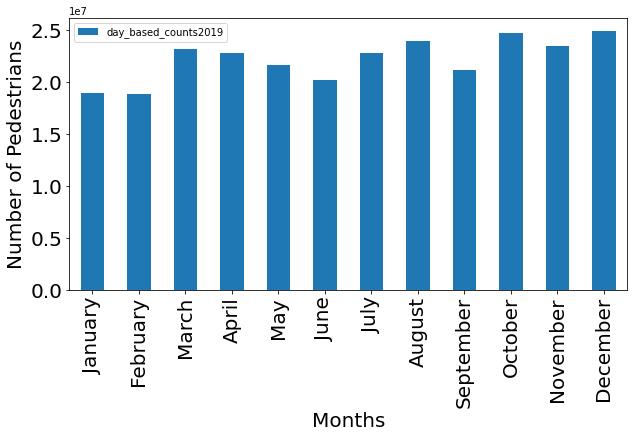 1e7
day_based_counts2019
Number of Pedestrians
2.5
2.0
1.5
1.0
0.5
0.0
January
February
March
April
May
June
July
August
September
October
November
December
Months